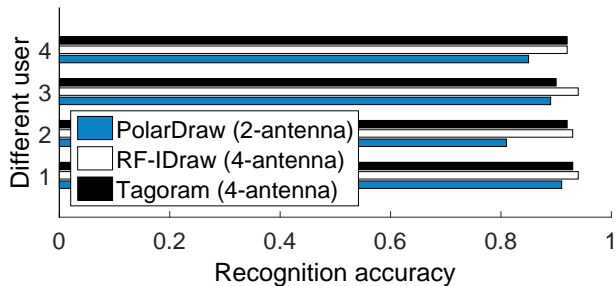 Different user
4
3
2
1
PolarDraw (2-antenna)
RF-IDraw (4-antenna)
Tagoram (4-antenna)
0 0.2 0.4 0.6 0.8 1
Recognition accuracy